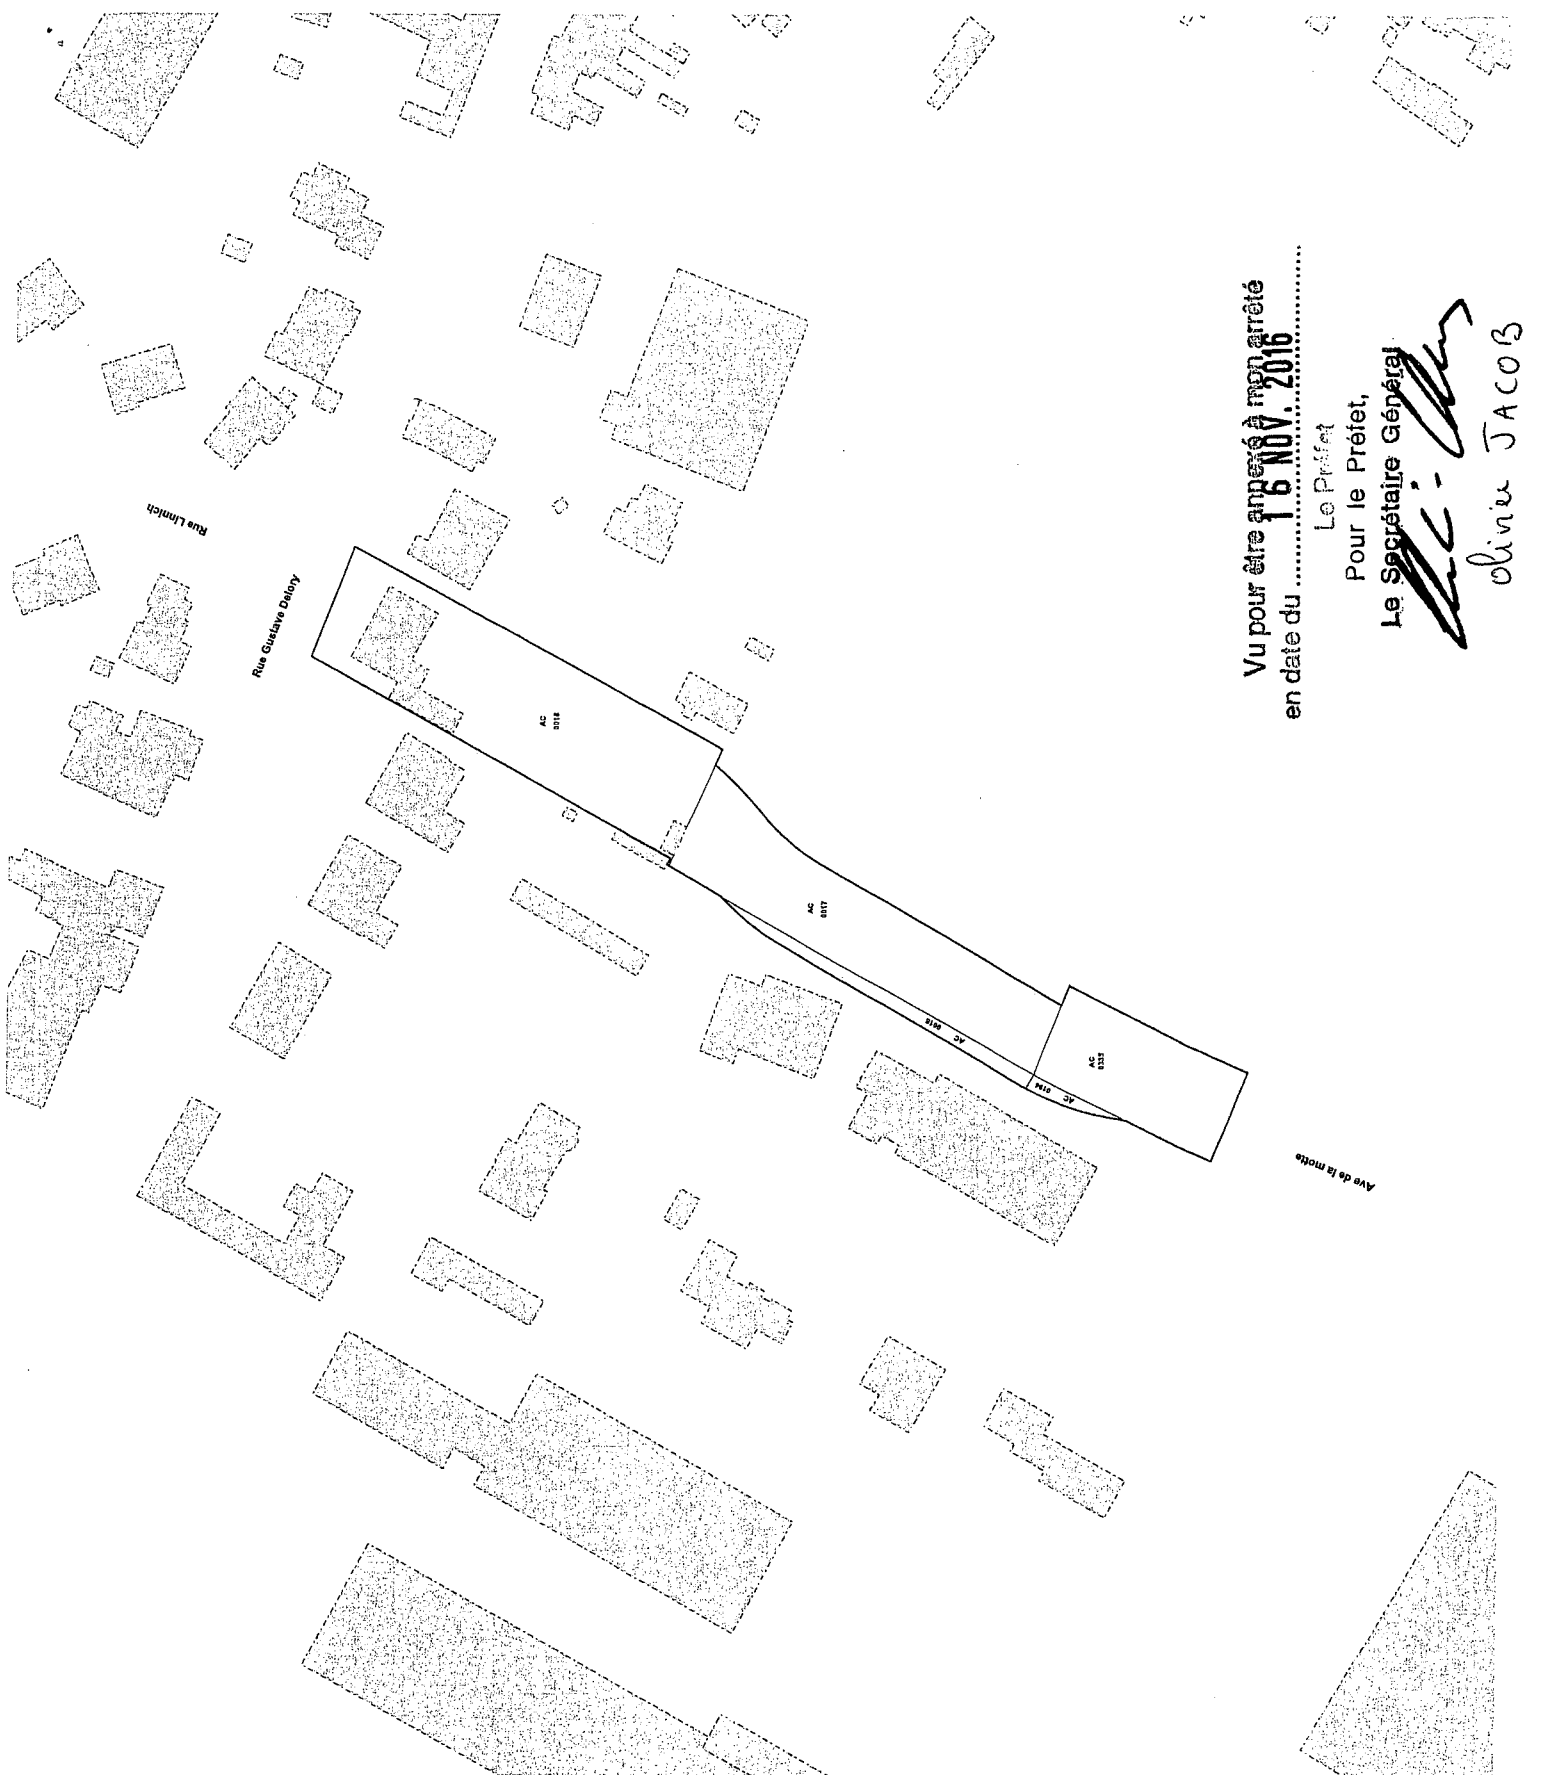 Rue Linnich
Rue Gustave Delory
AC
0018
AC
0017
AC
0015
AC
0194
AC
0335
Ave de la motte
Vu pour être annexé à mon arrêté
en date du ........ 16 NOV. 2016 ........
Le Préfet
Pour le Préfet,
Le Secrétaire Général
Olivier JACOB